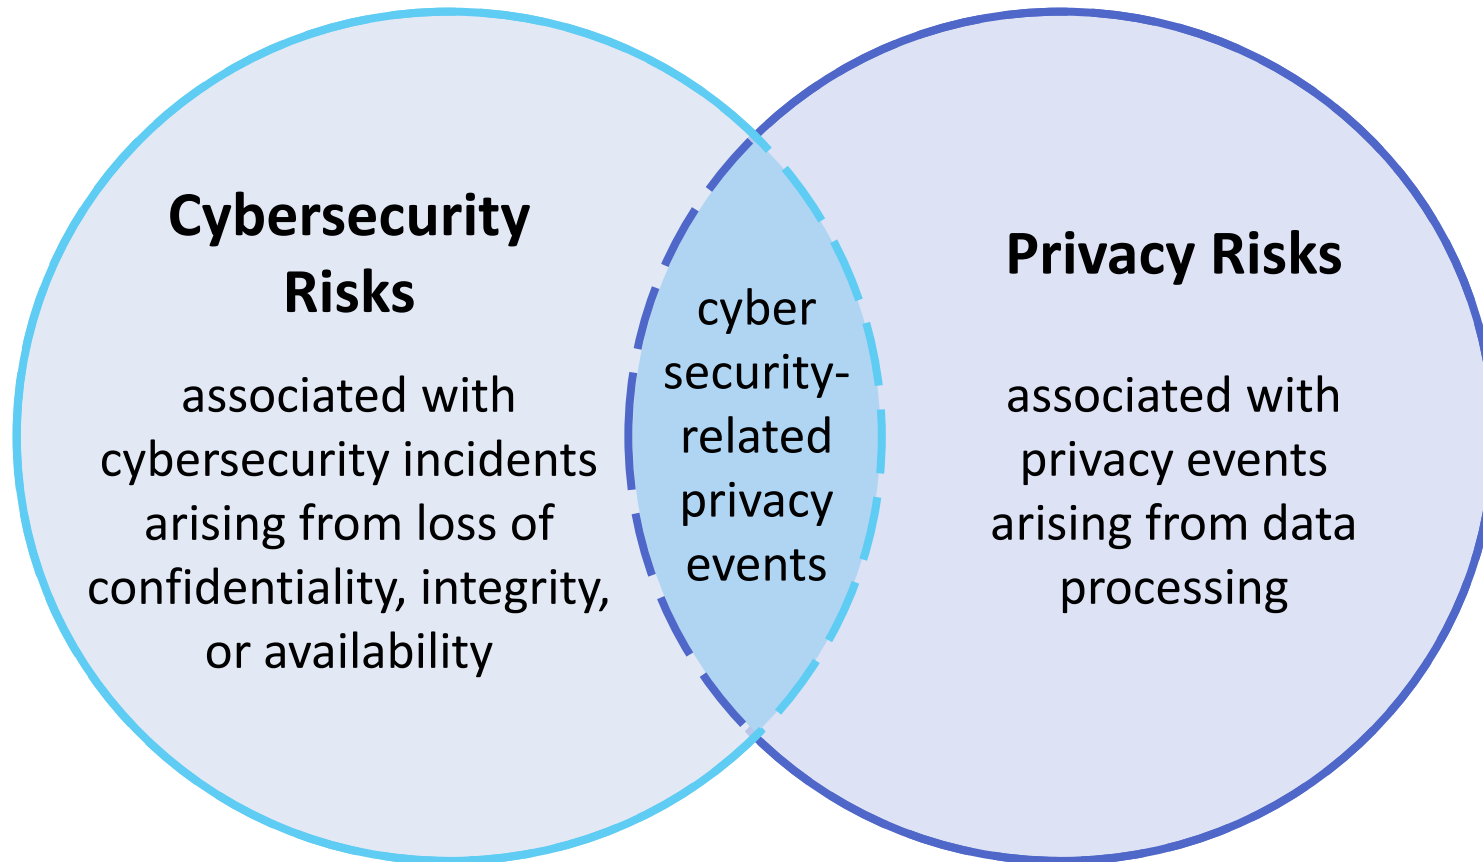 Cybersecurity
Risks
associated with
cybersecurity incidents
arising from loss of
confidentiality, integrity,
or availability
cyber
security-
related
privacy
events
Privacy Risks
associated with
privacy events
arising from data
processing